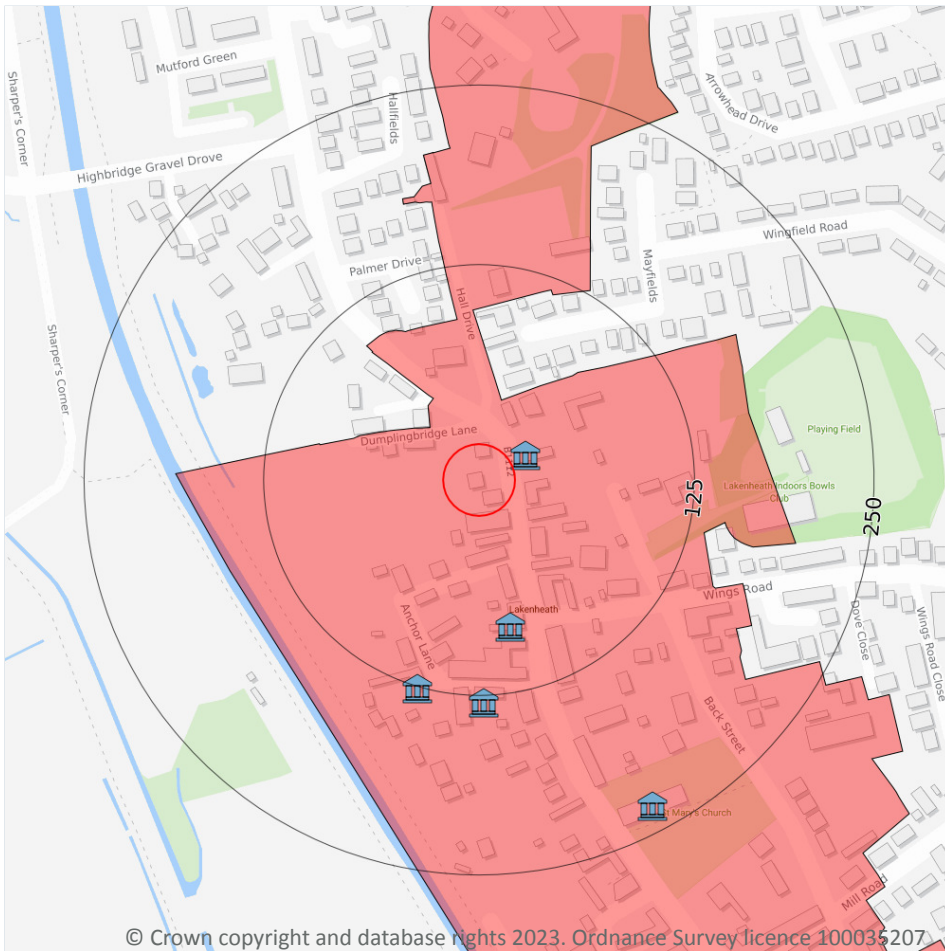 Mutford Green
Sharper's Corner
Hallfields
Arrowhead Drive
Highbridge Gravel Drove
Wingfield Road
Palmer Drive
Mayfields
Hall Drive
Sharper's Corner
Dumplingbridge Lane
Playing Field
B1112
Lakenheath Indoors Bowls
Club
125
250
Wings Road
Lakenheath
Anchor Lane
Dove Close
Wings Road Close
Back Street
Mary's Church
Mill Road
© Crown copyright and database rights 2023. Ordnance Survey licence 100035207